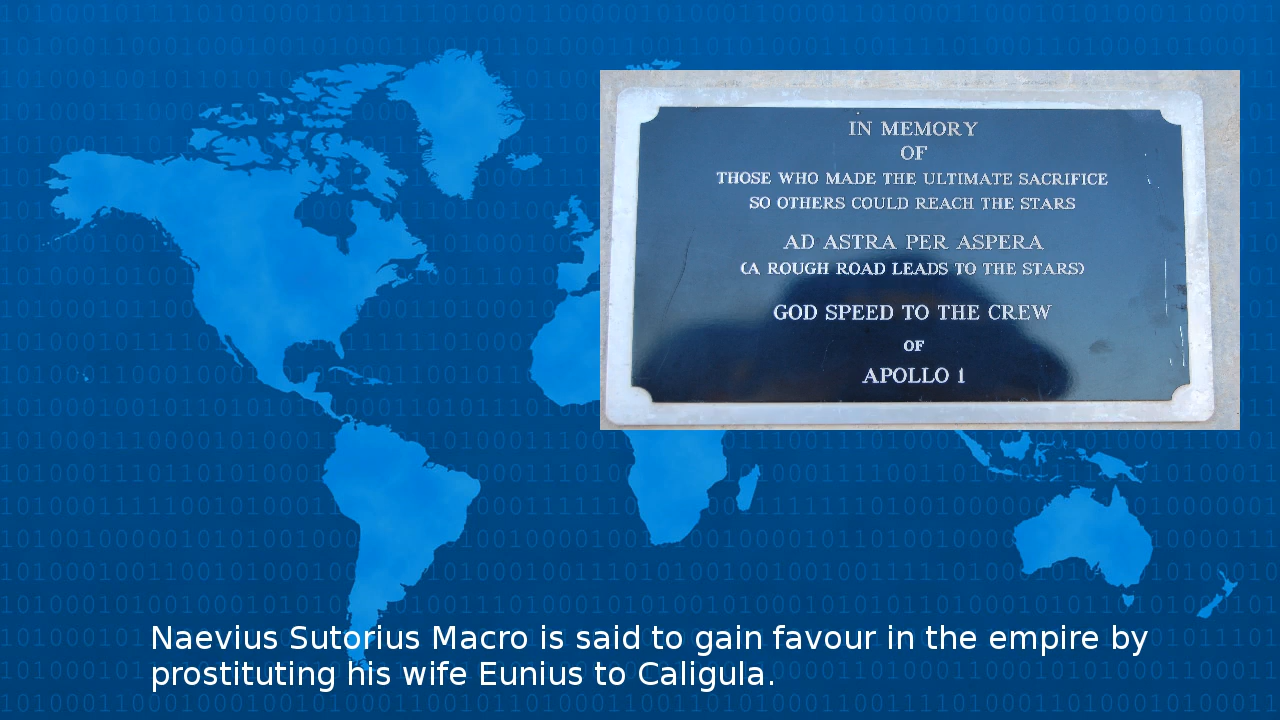 IN MEMORY
OF
THOSE WHO MADE THE ULTIMATE SACRIFICE
SO OTHERS COULD REACH THE STARS
AD ASTRA PER ASPERA
(A ROUGH ROAD LEADS TO THE STARS)
GOD SPEED TO THE CREW
OF
APOLLO 1
Naevius Sutorius Macro is said to gain favour in the empire by
prostituting his wife Eunius to Caligula.